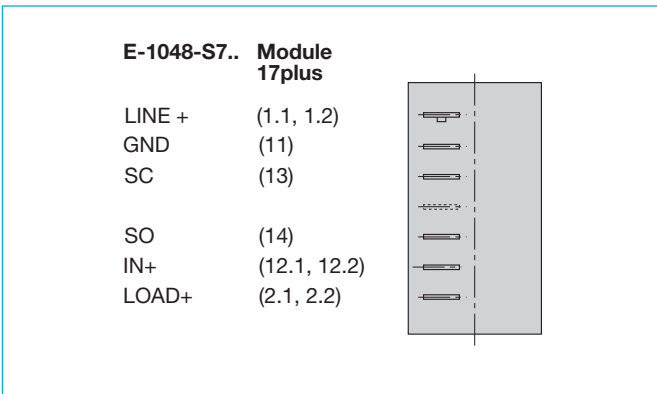 E-1048-S7.. Module
17plus
LINE + (1.1, 1.2)
GND (11)
SC (13)
SO (14)
IN+ (12.1, 12.2)
LOAD+ (2.1, 2.2)